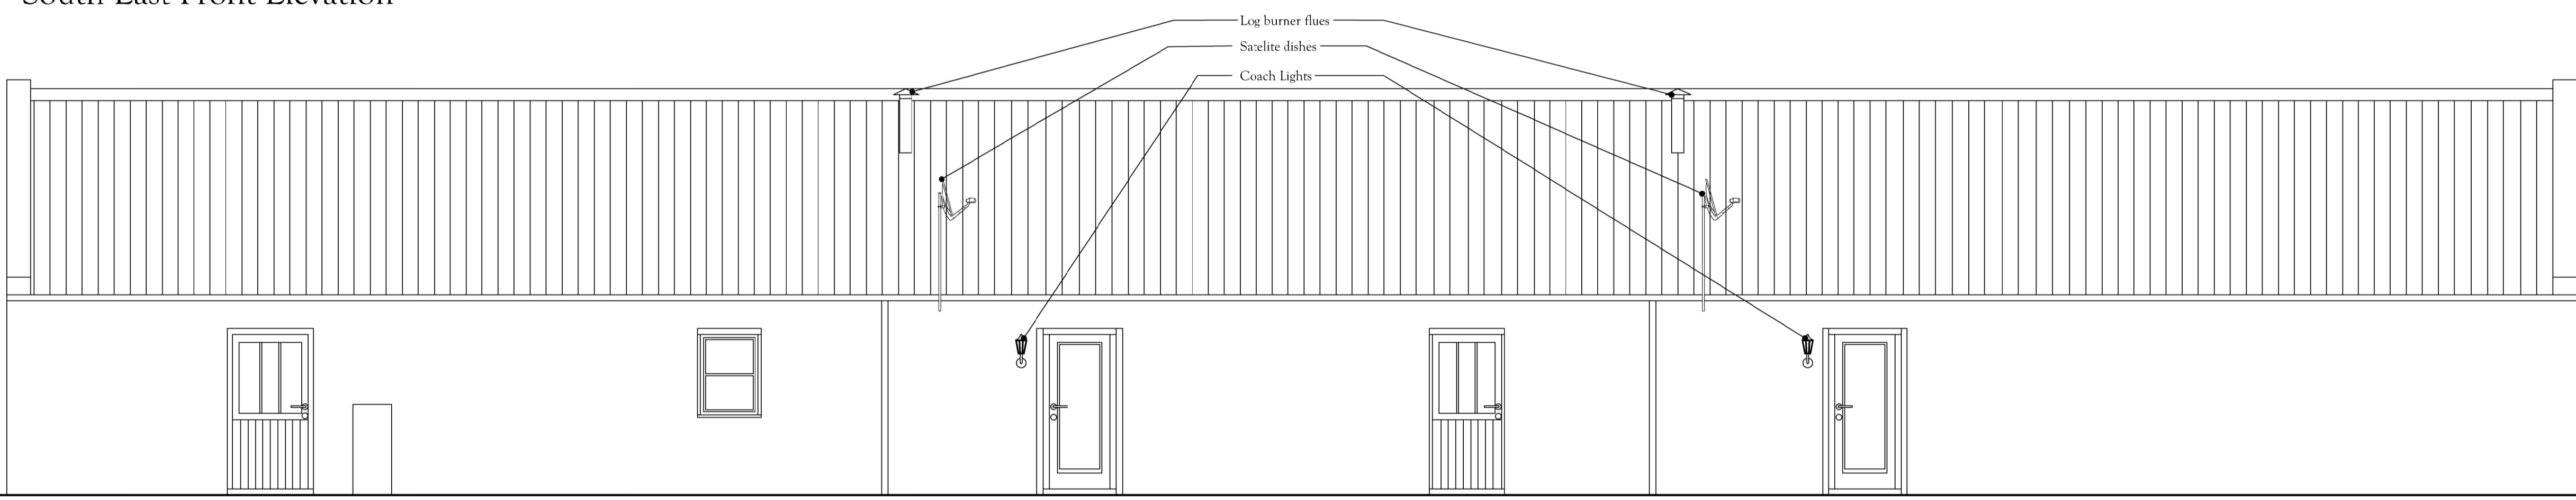 South East Front Elevation
Log burner flues
Satelite dishes
Coach Lights